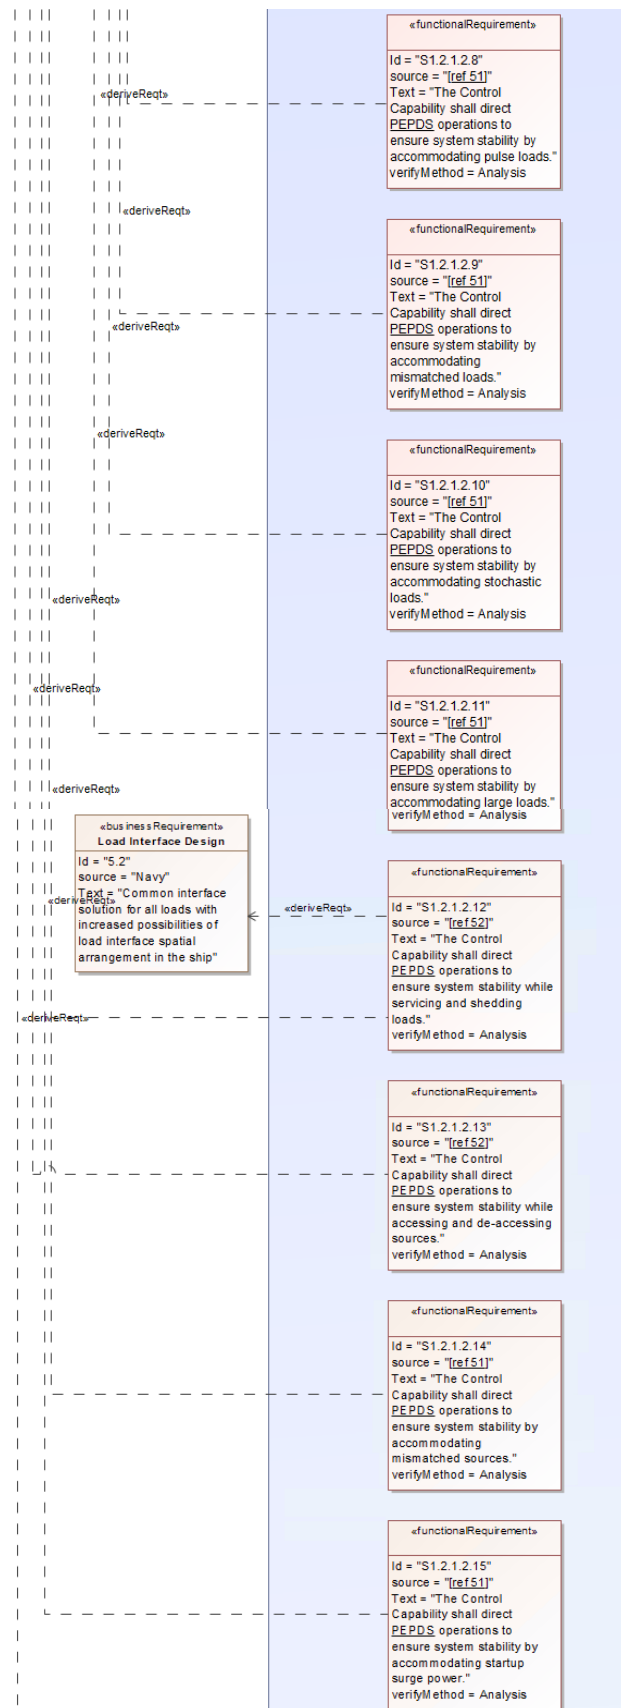 «functionalRequirement»
Id = "S1.2.1.2.8"
source = "[ref 51]"
Text = "The Control
Capability shall direct
PEPDS operations to
ensure system stability by
accommodating pulse loads."
verifyMethod = Analysis
«deriveReqt»
«deriveReqt»
«functionalRequirement»
Id = "S1.2.1.2.9"
source = "[ref 51]"
Text = "The Control
Capability shall direct
PEPDS operations to
ensure system stability by
accommodating
mismatched loads."
verifyMethod = Analysis
«deriveReqt»
«deriveReqt»
«functionalRequirement»
Id = "S1.2.1.2.10"
source = "[ref 51]"
Text = "The Control
Capability shall direct
PEPDS operations to
ensure system stability by
accommodating stochastic
loads."
verifyMethod = Analysis
«deriveReqt»
«deriveReqt»
«functionalRequirement»
Id = "S1.2.1.2.11"
source = "[ref 51]"
Text = "The Control
Capability shall direct
PEPDS operations to
ensure system stability by
accommodating large loads."
verifyMethod = Analysis
«deriveReqt»
«businessRequirement»
Load Interface Design
Id = "5.2"
source = "Navy"
Text = "Common interface
solution for all loads with
increased possibilities of
load interface spatial
arrangement in the ship"
«deriveReqt»
«deriveReqt»
«functionalRequirement»
Id = "S1.2.1.2.12"
source = "[ref 52]"
Text = "The Control
Capability shall direct
PEPDS operations to
ensure system stability while
servicing and shedding
loads."
verifyMethod = Analysis
«deriveReqt»
«functionalRequirement»
Id = "S1.2.1.2.13"
source = "[ref 52]"
Text = "The Control
Capability shall direct
PEPDS operations to
ensure system stability while
accessing and de-accessing
sources."
verifyMethod = Analysis
«functionalRequirement»
Id = "S1.2.1.2.14"
source = "[ref 51]"
Text = "The Control
Capability shall direct
PEPDS operations to
ensure system stability by
accommodating
mismatched sources."
verifyMethod = Analysis
«functionalRequirement»
Id = "S1.2.1.2.15"
source = "[ref 51]"
Text = "The Control
Capability shall direct
PEPDS operations to
ensure system stability by
accommodating startup
surge power."
verifyMethod = Analysis